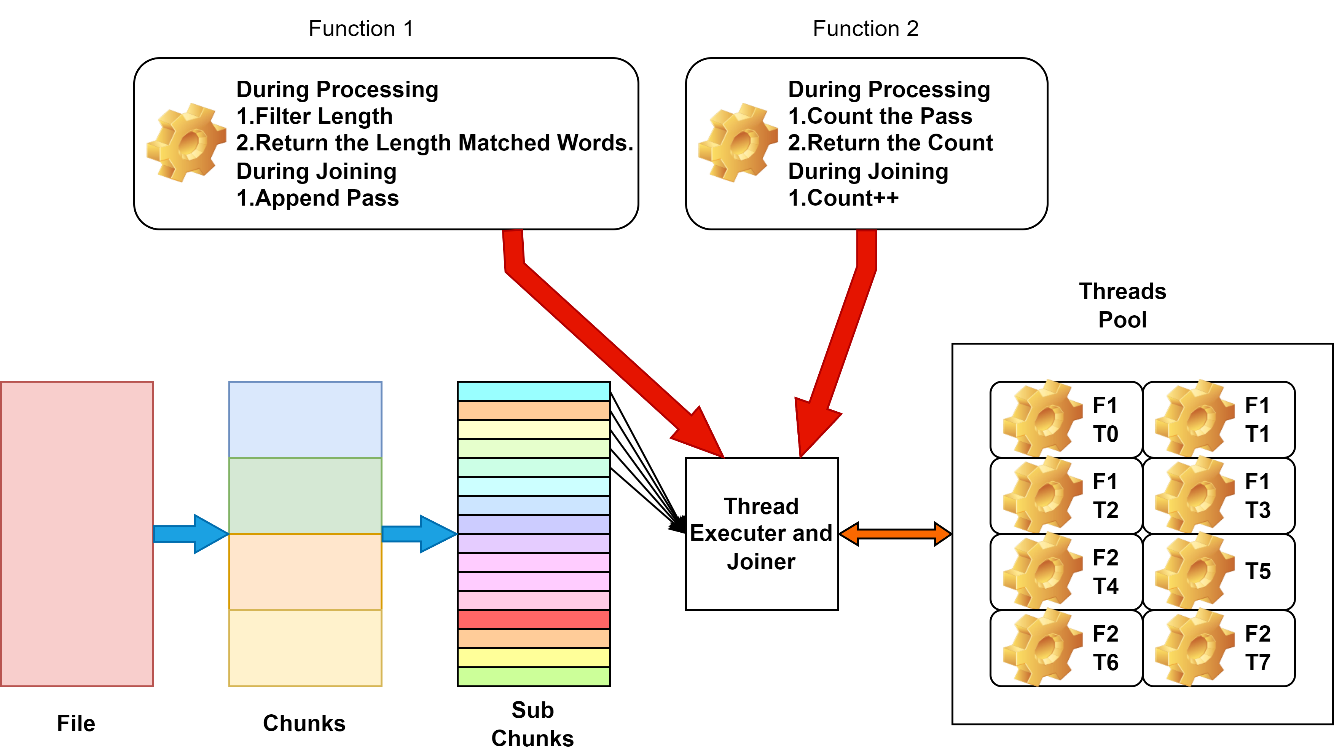 Function 1
During Processing
1.Filter Length
2.Return the Length Matched Words.
During Joining
1.Append Pass
Function 2
During Processing
1.Count the Pass
2.Return the Count
During Joining
1.Count++
Threads
Pool
F1
T0
F1
T1
F1
T2
F1
T3
F2
T4
T5
F2
T6
F2
T7
Thread
Executer and
Joiner
File
Chunks
Sub
Chunks